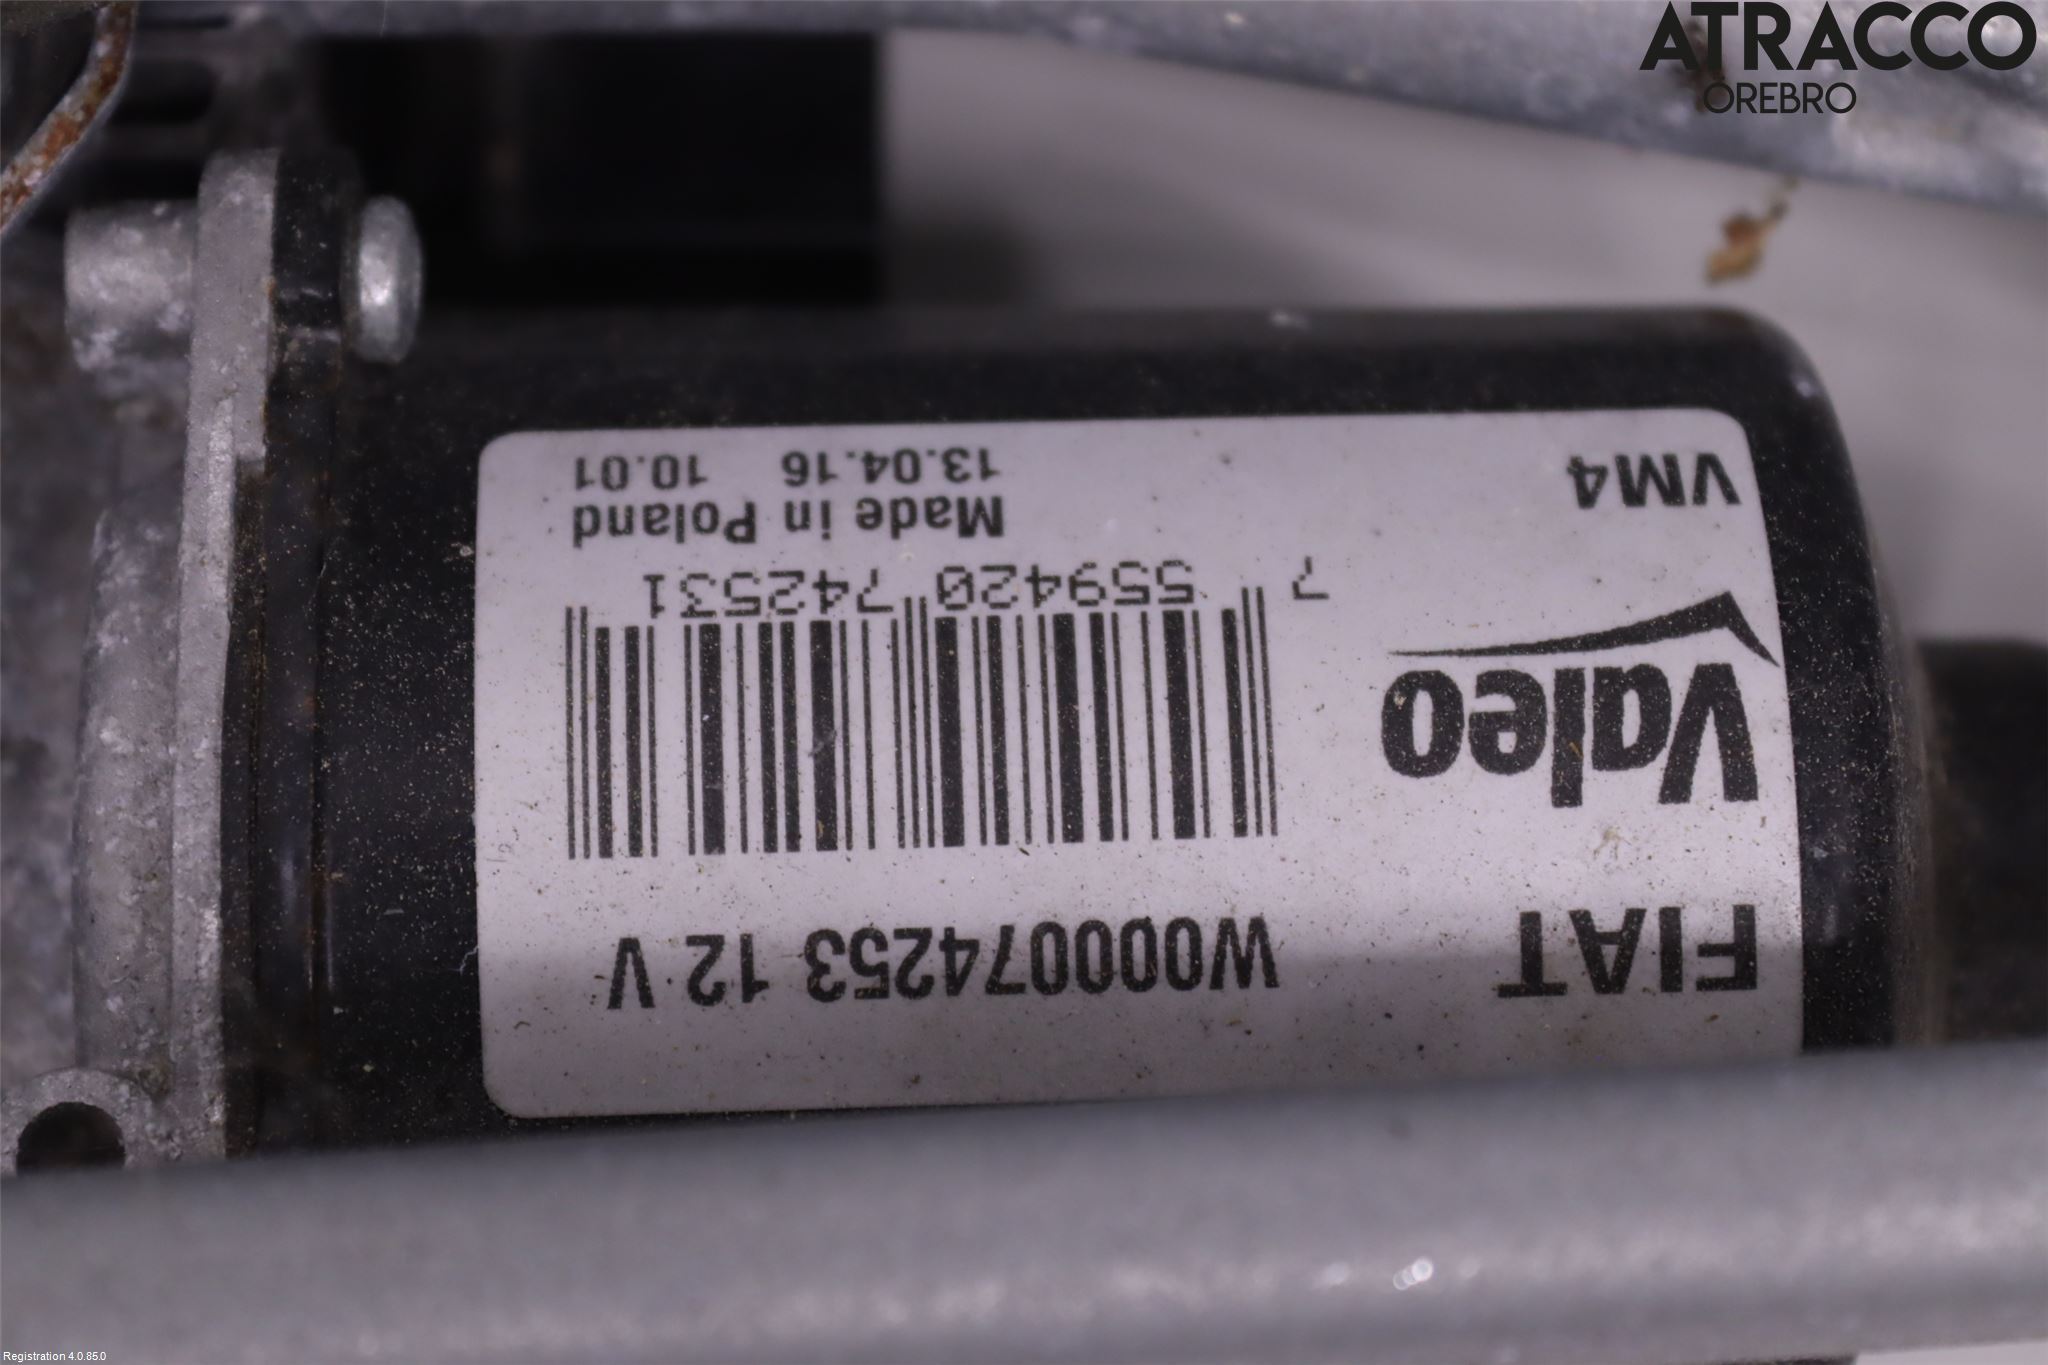 ATRACCO
ÖREBRO
FIAT
W000074253 12 V
Valeo
7 559420 742531
VM4
Made in Poland
13.04.16 10.01
Registration 4.0.85.0